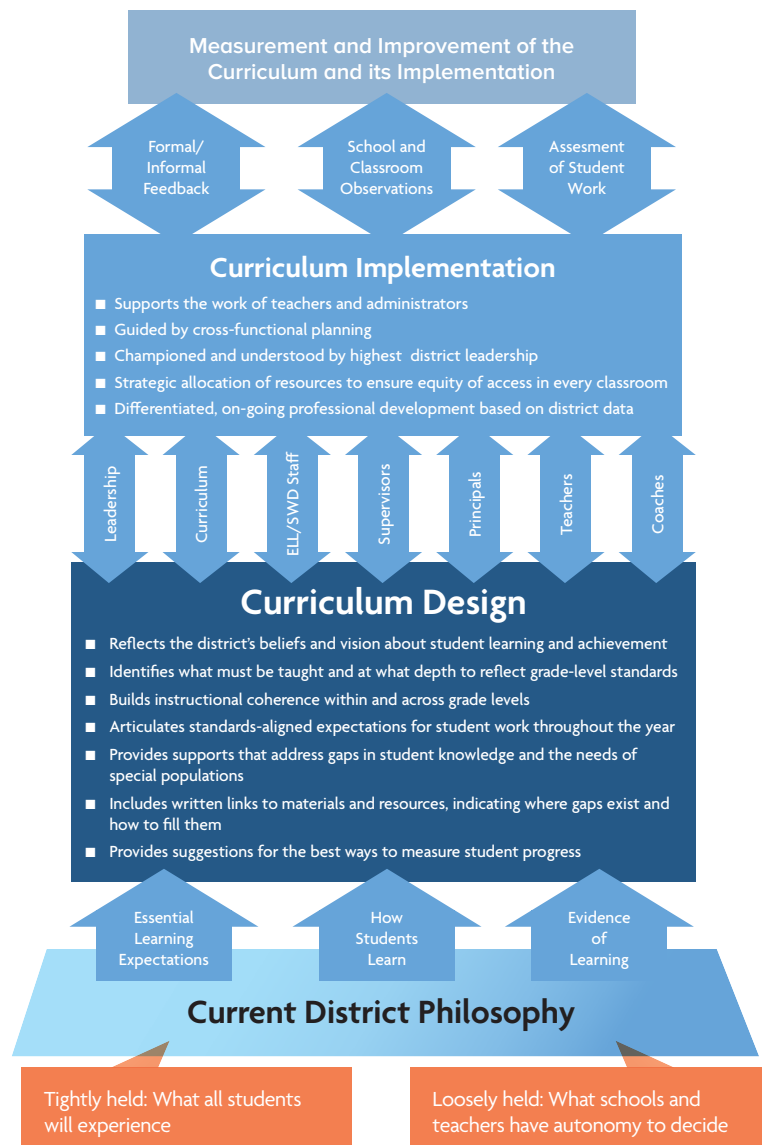 Measurement and Improvement of the
Curriculum and its Implementation
Formal/
Informal
Feedback
School and
Classroom
Observations
Assesment
of Student
Work
Curriculum Implementation
■ Supports the work of teachers and administrators
■ Guided by cross-functional planning
■ Championed and understood by highest district leadership
■ Strategic allocation of resources to ensure equity of access in every classroom
■ Differentiated, on-going professional development based on district data
Leadership
Curriculum
ELL/SWD Staff
Supervisors
Principals
Teachers
Coaches
Curriculum Design
■ Reflects the district's beliefs and vision about student learning and achievement
■ Identifies what must be taught and at what depth to reflect grade-level standards
■ Builds instructional coherence within and across grade levels
■ Articulates standards-aligned expectations for student work throughout the year
■ Provides supports that address gaps in student knowledge and the needs of
special populations
■ Includes written links to materials and resources, indicating where gaps exist and
how to fill them
■ Provides suggestions for the best ways to measure student progress
Essential
Learning
Expectations
How
Students
Learn
Evidence
of
Learning
Current District Philosophy
Tightly held: What all students
will experience
Loosely held: What schools and
teachers have autonomy to decide